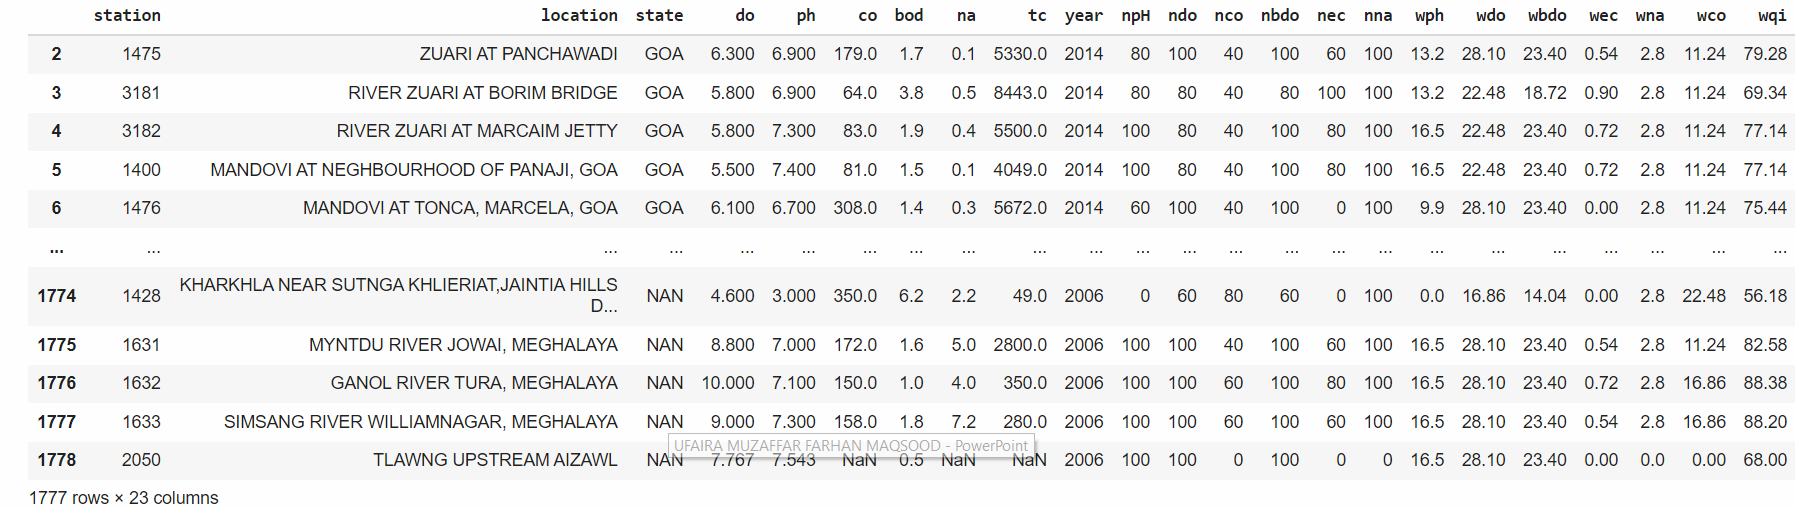 station location state do ph co bod na tc year npH ndo nco nbdo nec nna wph wdo wbdo wec wna wco wqi
2 1475 ZUARI AT PANCHAWADI GOA 6.300 6.900 179.0 1.7 0.1 5330.0 2014 80 100 40 100 60 100 13.2 28.10 23.40 0.54 2.8 11.24 79.28
3 3181 RIVER ZUARI AT BORIM BRIDGE GOA 5.800 6.900 64.0 3.8 0.5 8443.0 2014 80 80 40 80 100 100 13.2 22.48 18.72 0.90 2.8 11.24 69.34
4 3182 RIVER ZUARI AT MARCAIM JETTY GOA 5.800 7.300 83.0 1.9 0.4 5500.0 2014 100 80 40 100 80 100 16.5 22.48 23.40 0.72 2.8 11.24 77.14
5 1400 MANDOVI AT NEGHBOURHOOD OF PANAJI, GOA GOA 5.500 7.400 81.0 1.5 0.1 4049.0 2014 100 80 40 100 80 100 16.5 22.48 23.40 0.72 2.8 11.24 77.14
6 1476 MANDOVI AT TONCA, MARCELA, GOA GOA 6.100 6.700 308.0 1.4 0.3 5672.0 2014 60 100 40 100 0 100 9.9 28.10 23.40 0.00 2.8 11.24 75.44
... ... ... ... ... ... ... ... ... ... ... ... ... ... ... ... ... ... ... ... ... ... ... ...
1774 1428 KHARKHLA NEAR SUTNGA KHLIERIAT,JAINTIA HILLS
D... NAN 4.600 3.000 350.0 6.2 2.2 49.0 2006 0 60 80 60 0 100 0.0 16.86 14.04 0.00 2.8 22.48 56.18
1775 1631 MYNTDU RIVER JOWAI, MEGHALAYA NAN 8.800 7.000 172.0 1.6 5.0 2800.0 2006 100 100 40 100 60 100 16.5 28.10 23.40 0.54 2.8 11.24 82.58
1776 1632 GANOL RIVER TURA, MEGHALAYA NAN 10.000 7.100 150.0 1.0 4.0 350.0 2006 100 100 60 100 80 100 16.5 28.10 23.40 0.72 2.8 16.86 88.38
1777 1633 SIMSANG RIVER WILLIAMNAGAR, MEGHALAYA NAN 9.000 7.300 158.0 1.8 7.2 280.0 2006 100 100 60 100 60 100 16.5 28.10 23.40 0.54 2.8 16.86 88.20
UFAIRA MUZAFFAR FARHAN MAQSOOD - PowerPoint
1778 2050 TLAWNG UPSTREAM AIZAWL NAN 7.767 7.543 NaN 0.5 NaN NaN 2006 100 100 0 100 0 0 16.5 28.10 23.40 0.00 0.0 0.00 68.00
1777 rows × 23 columns